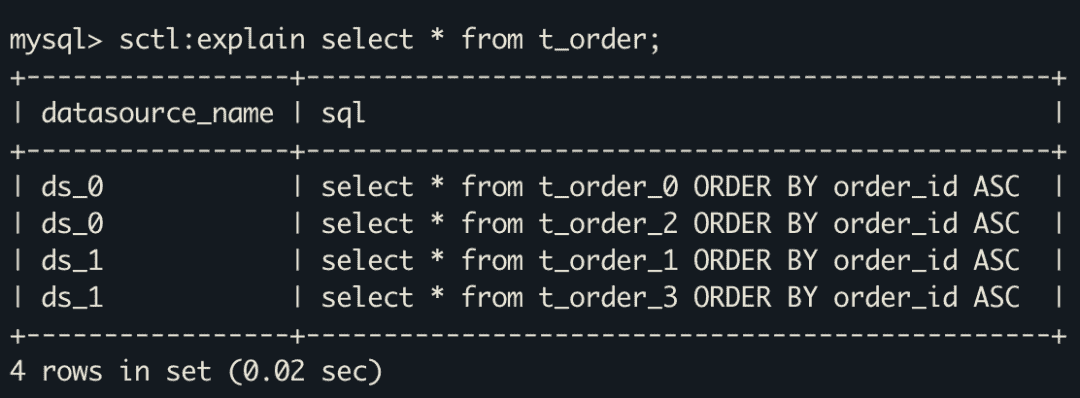 mysql> sctl:explain select * from t_order;
+-----------------+------------------------------------------------+
| datasource_name | sql                                            |
+-----------------+------------------------------------------------+
| ds_0            | select * from t_order_0 ORDER BY order_id ASC  |
| ds_0            | select * from t_order_2 ORDER BY order_id ASC  |
| ds_1            | select * from t_order_1 ORDER BY order_id ASC  |
| ds_1            | select * from t_order_3 ORDER BY order_id ASC  |
+-----------------+------------------------------------------------+
4 rows in set (0.02 sec)